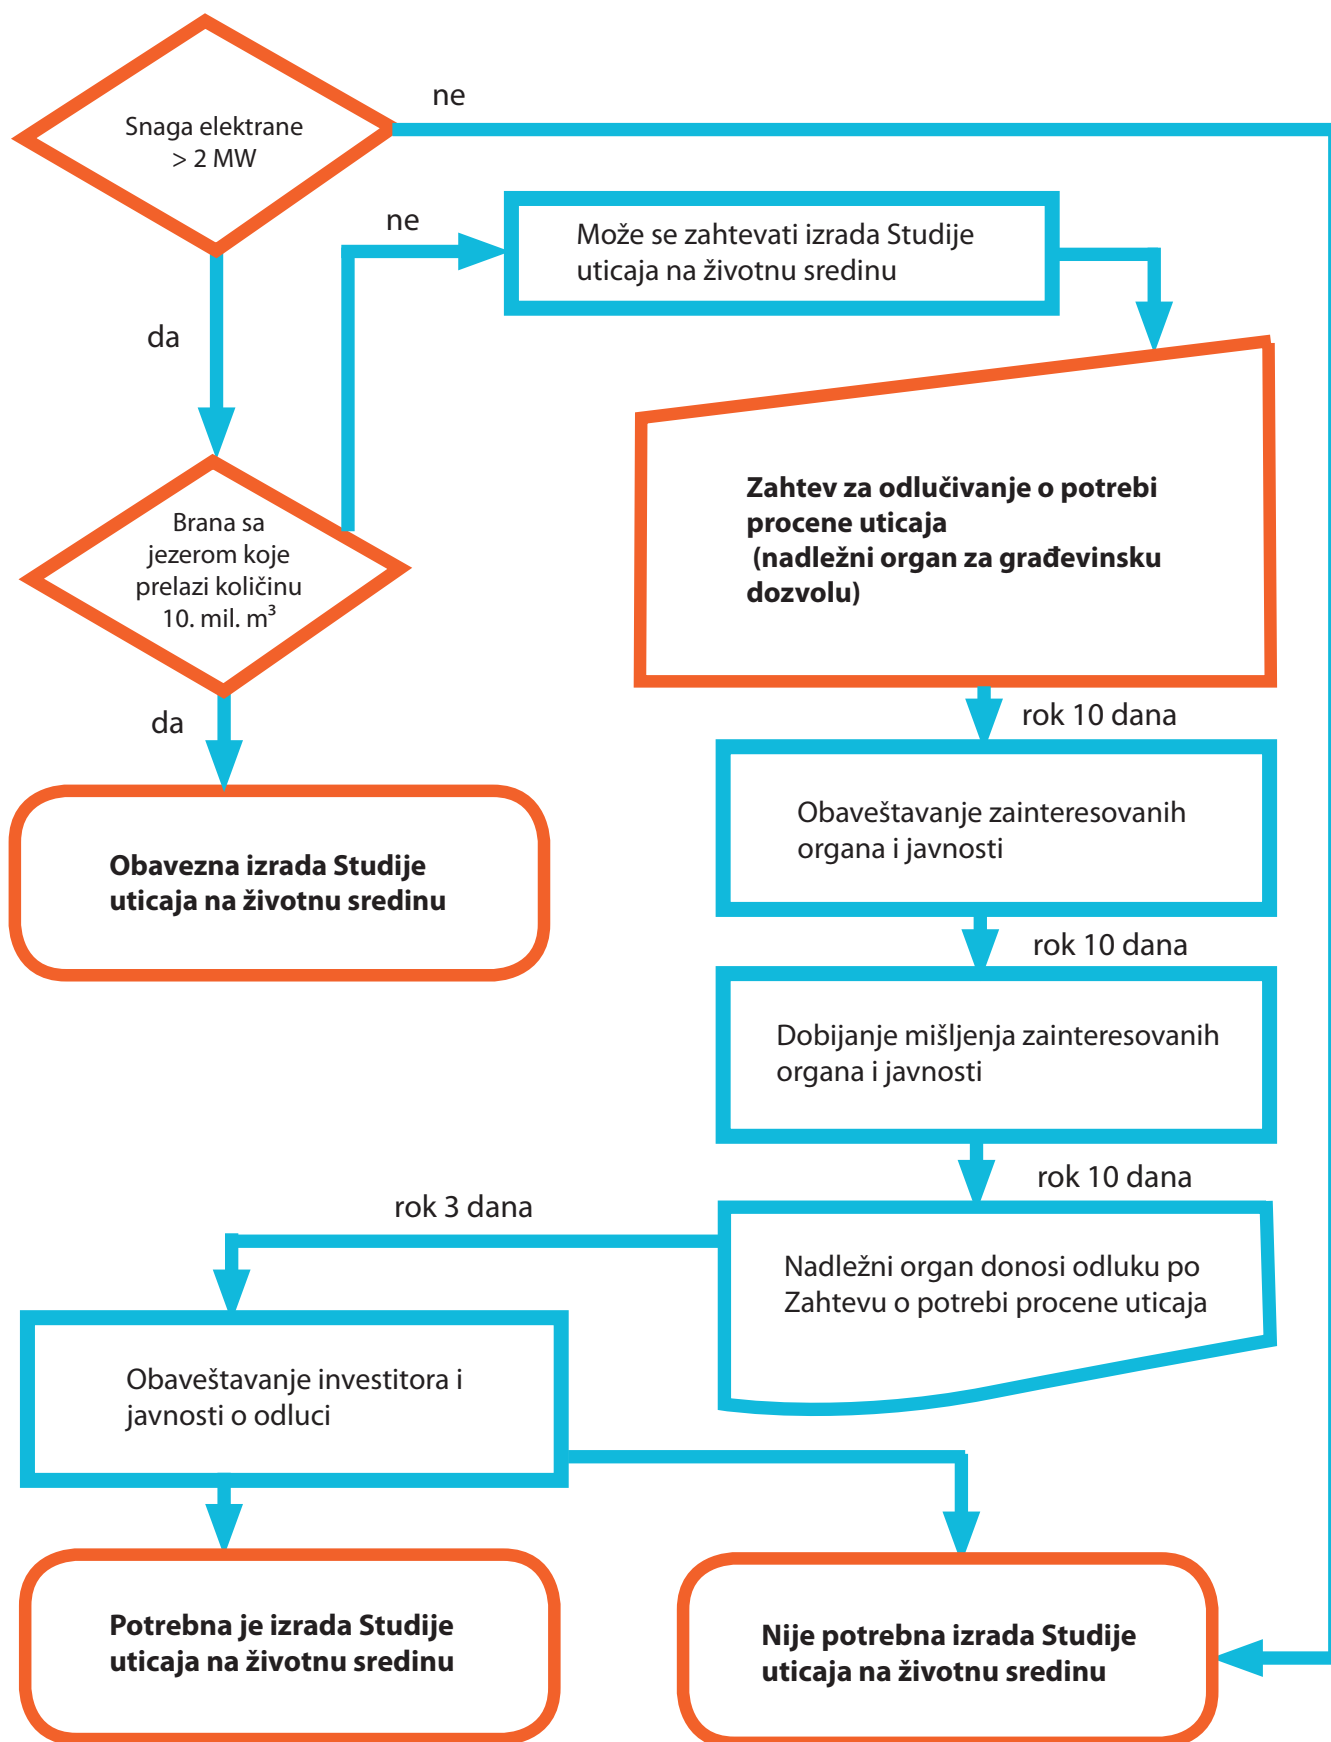 ne
Snaga elektrane
> 2 MW
ne
Može se zahtevati izrada Studije
uticaja na životnu sredinu
da
Zahtev za odlučivanje o potrebi
procene uticaja
(nadležni organ za građevinsku
dozvolu)
Brana sa
jezerom koje
prelazi količinu
10. mil. m³
da
rok 10 dana
Obaveštavanje zainteresovanih
organa i javnosti
Obavezna izrada Studije
uticaja na životnu sredinu
rok 10 dana
Dobijanje mišljenja zainteresovanih
organa i javnosti
rok 10 dana
rok 3 dana
Nadležni organ donosi odluku po
Zahtevu o potrebi procene uticaja
Obaveštavanje investitora i
javnosti o odluci
Potrebna je izrada Studije
uticaja na životnu sredinu
Nije potrebna izrada Studije
uticaja na životnu sredinu